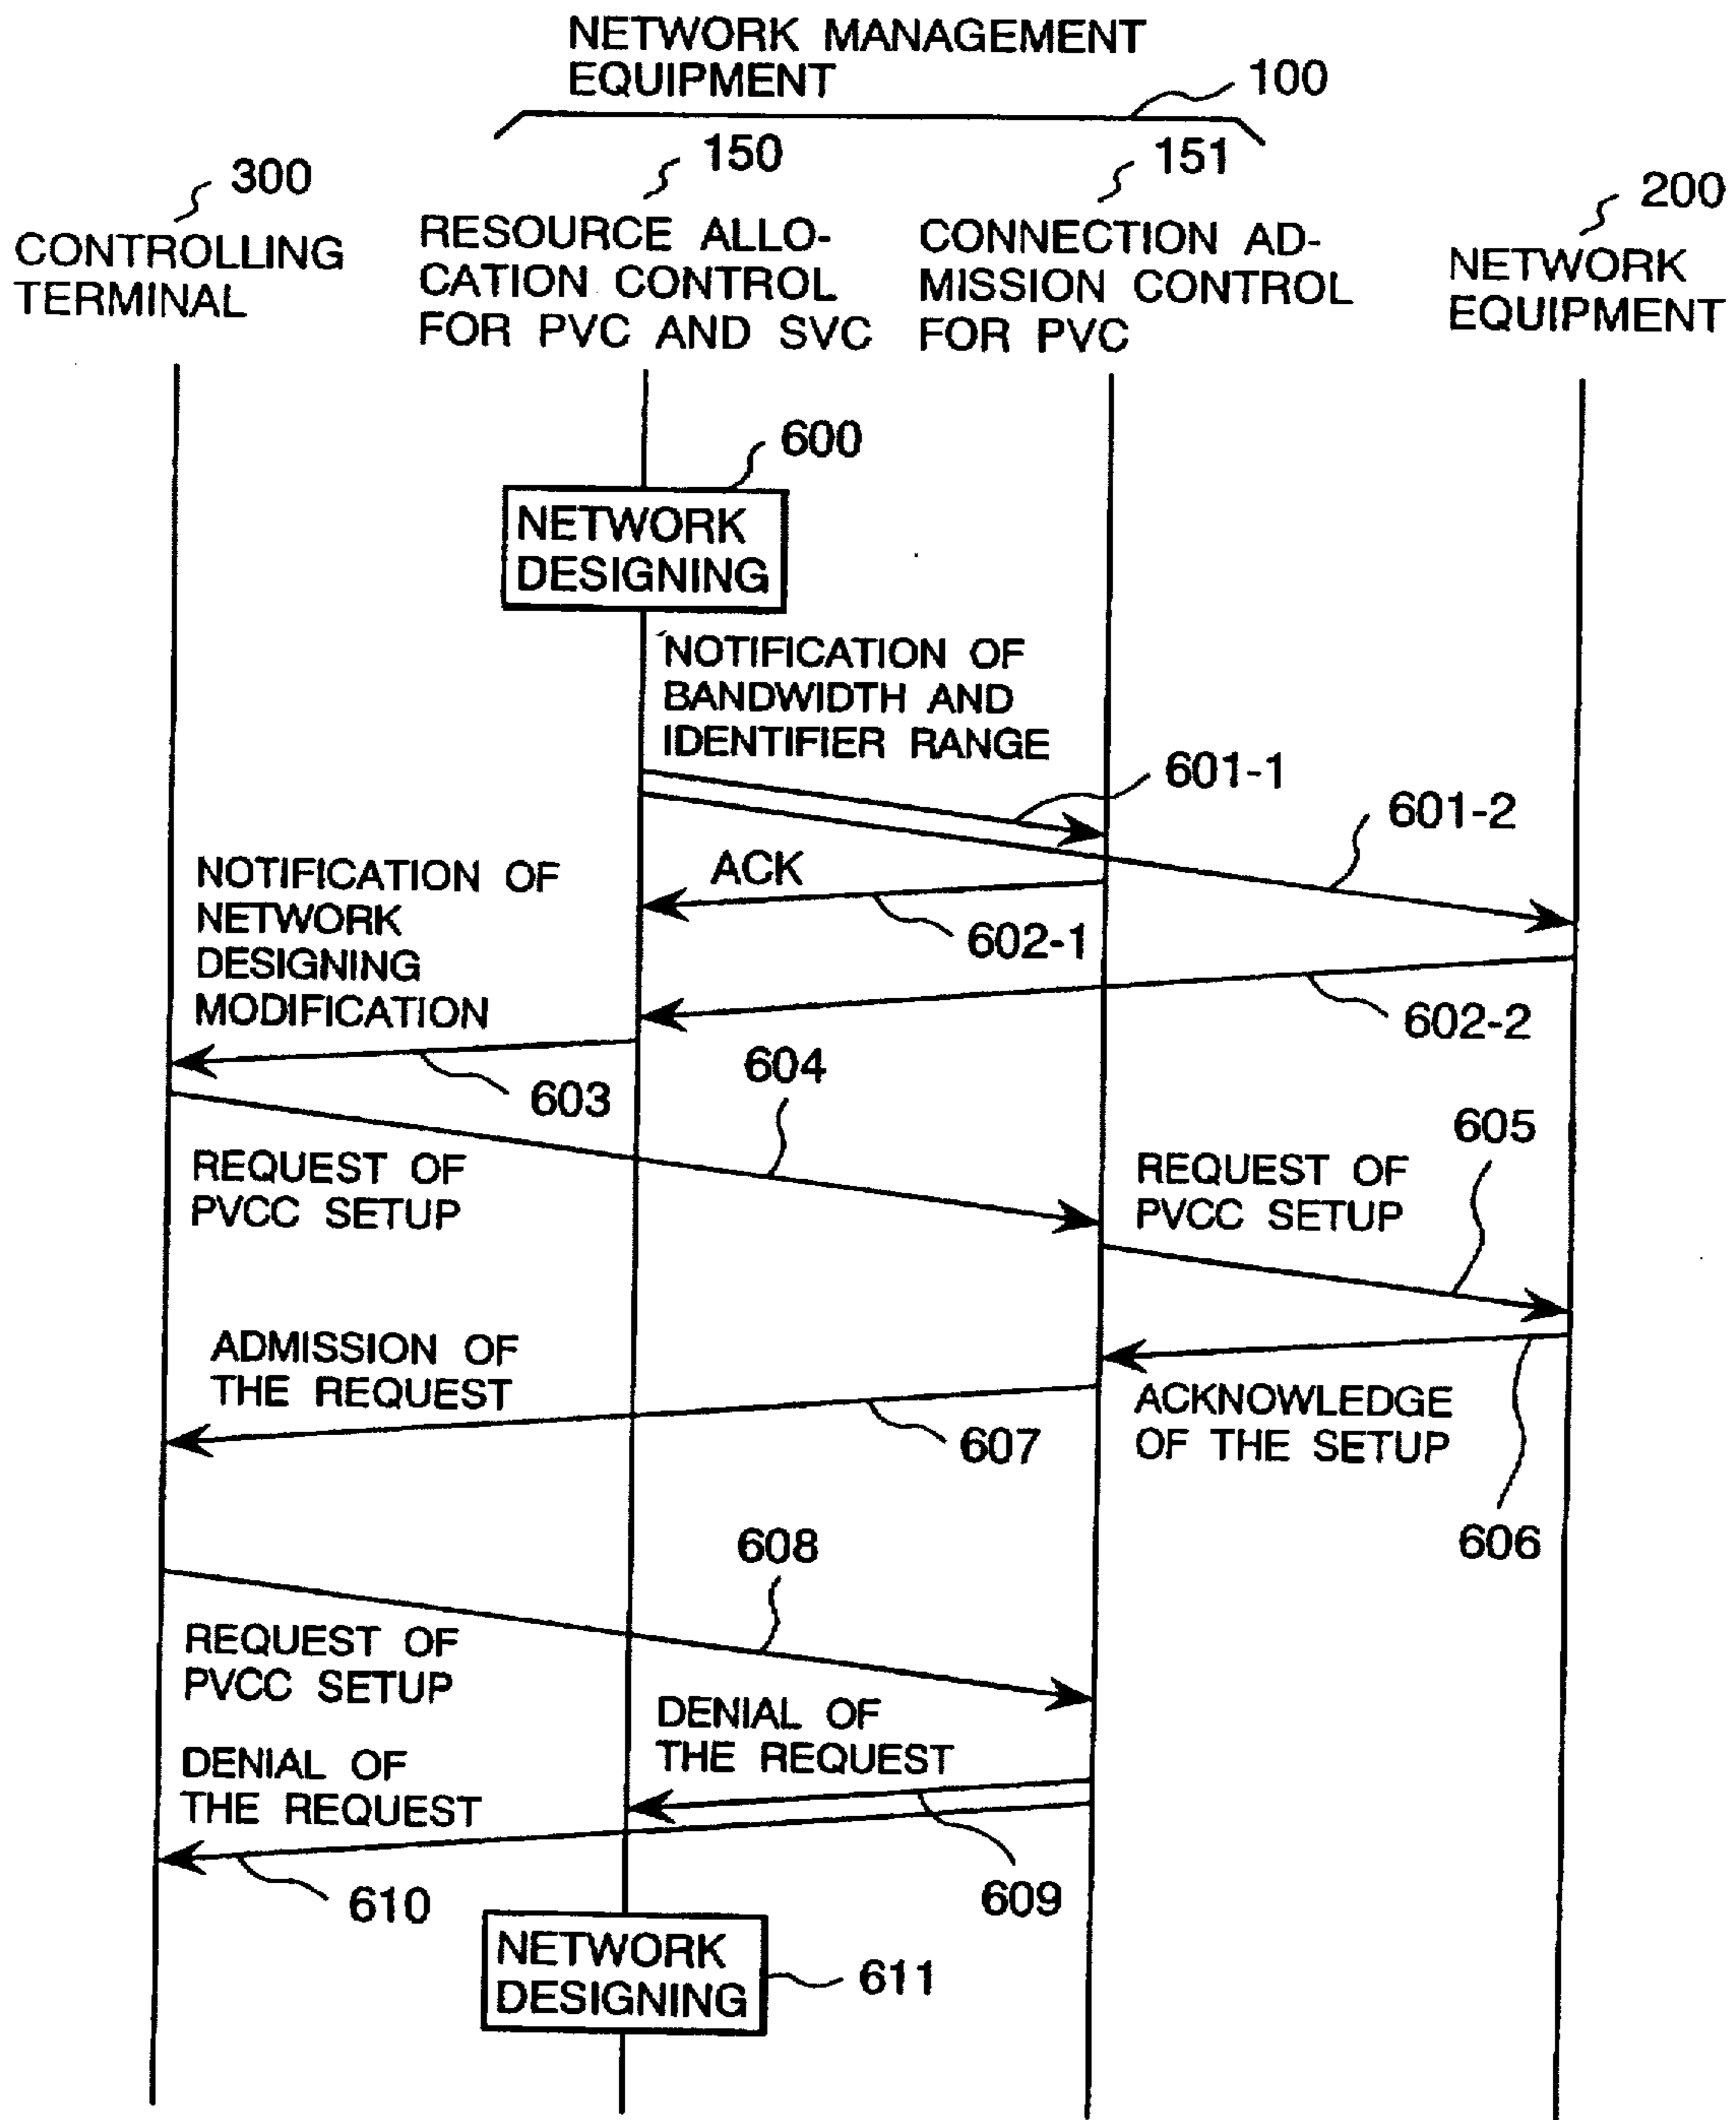 NETWORK MANAGEMENT
EQUIPMENT
100
150
151
300
200
CONTROLLING
TERMINAL
RESOURCE ALLO-
CATION CONTROL
FOR PVC AND SVC
CONNECTION AD-
MISSION CONTROL
FOR PVC
NETWORK
EQUIPMENT
600
NETWORK
DESIGNING
NOTIFICATION OF
BANDWIDTH AND
IDENTIFIER RANGE
601-1
601-2
ACK
602-1
NOTIFICATION OF
NETWORK
DESIGNING
MODIFICATION
602-2
603
604
605
REQUEST OF
PVCC SETUP
REQUEST OF
PVCC SETUP
ADMISSION OF
THE REQUEST
607
ACKNOWLEDGE
OF THE SETUP
606
608
REQUEST OF
PVCC SETUP
DENIAL OF
THE REQUEST
DENIAL OF
THE REQUEST
609
610
NETWORK
DESIGNING
611